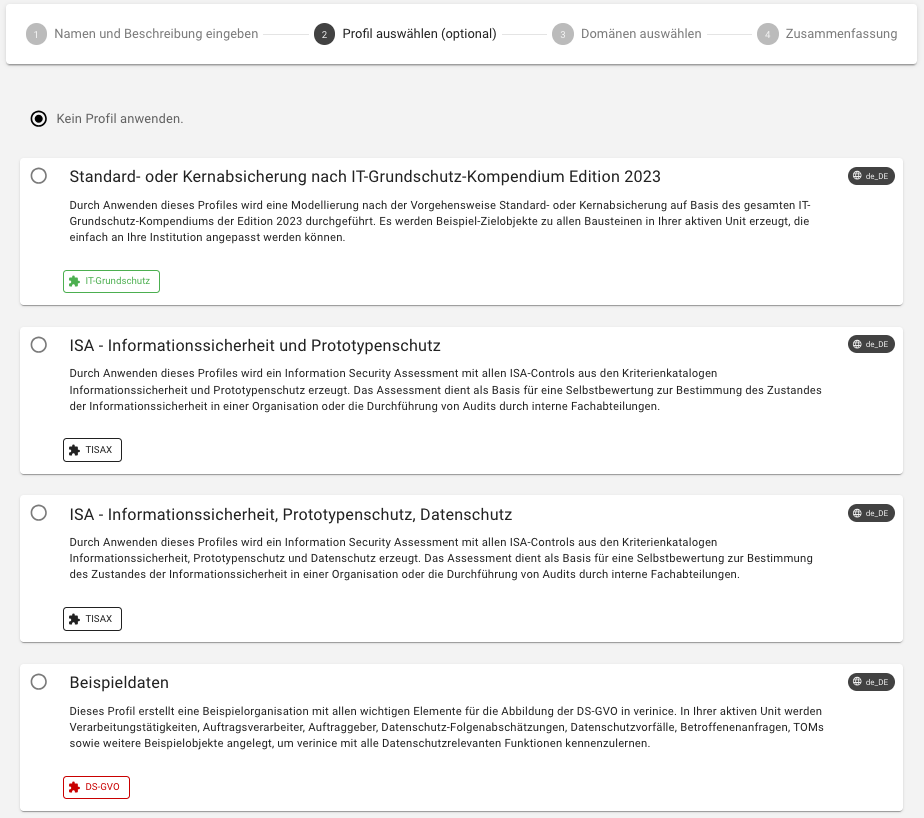 1 Namen und Beschreibung eingeben 2 Profil auswählen (optional) 3 Domänen auswählen 4 Zusammenfassung
Kein Profil anwenden.
Standard- oder Kernabsicherung nach IT-Grundschutz-Kompendium Edition 2023 de_DE
Durch Anwenden dieses Profiles wird eine Modellierung nach der Vorgehensweise Standard- oder Kernabsicherung auf Basis des gesamten IT-
Grundschutz-Kompendiums der Edition 2023 durchgeführt. Es werden Beispiel-Zielobjekte zu allen Bausteinen in Ihrer aktiven Unit erzeugt, die
einfach an Ihre Institution angepasst werden können.
IT-Grundschutz
ISA - Informationssicherheit und Prototypenschutz de_DE
Durch Anwenden dieses Profiles wird ein Information Security Assessment mit allen ISA-Controls aus den Kriterienkatalogen
Informationssicherheit und Prototypenschutz erzeugt. Das Assessment dient als Basis für eine Selbstbewertung zur Bestimmung des Zustandes
der Informationssicherheit in einer Organisation oder die Durchführung von Audits durch interne Fachabteilungen.
TISAX
ISA - Informationssicherheit, Prototypenschutz, Datenschutz de_DE
Durch Anwenden dieses Profiles wird ein Information Security Assessment mit allen ISA-Controls aus den Kriterienkatalogen
Informationssicherheit, Prototypenschutz und Datenschutz erzeugt. Das Assessment dient als Basis für eine Selbstbewertung zur Bestimmung
des Zustandes der Informationssicherheit in einer Organisation oder die Durchführung von Audits durch interne Fachabteilungen.
TISAX
Beispieldaten de_DE
Dieses Profil erstellt eine Beispielorganisation mit allen wichtigen Elemente für die Abbildung der DS-GVO in verinice. In Ihrer aktiven Unit werden
Verarbeitungstätigkeiten, Auftragsverarbeiter, Auftraggeber, Datenschutz-Folgenabschätzungen, Datenschutzvorfälle, Betroffenenanfragen, TOMs
sowie weitere Beispielobjekte angelegt, um verinice mit alle Datenschutzrelevanten Funktionen kennenzulernen.
DS-GVO